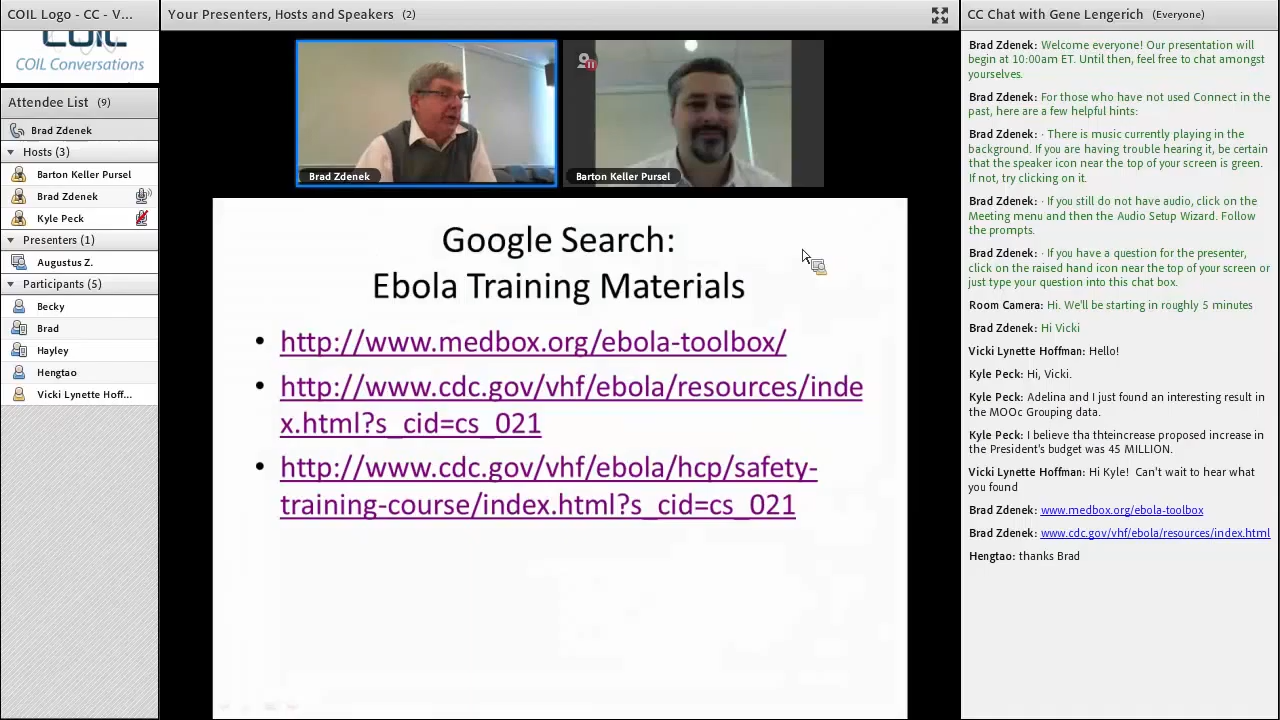 COIL Logo - CC - V...
COIL
COIL Conversations
Attendee List (9)
Brad Zdenek
Hosts (3)
Barton Keller Pursel
Brad Zdenek
Kyle Peck
Presenters (1)
Augustus Z.
Participants (5)
Becky
Brad
Hayley
Hengtao
Vicki Lynette Hoff...
Your Presenters, Hosts and Speakers (2)
Brad Zdenek
Barton Keller Pursel
Google Search:
Ebola Training Materials
• http://www.medbox.org/ebola-toolbox/
• http://www.cdc.gov/vhf/ebola/resources/inde
x.html?s_cid=cs_021
• http://www.cdc.gov/vhf/ebola/hcp/safety-
training-course/index.html?s_cid=cs_021
CC Chat with Gene Lengerich (Everyone)
Brad Zdenek: Welcome everyone! Our presentation will
begin at 10:00am ET. Until then, feel free to chat amongst
yourselves.
Brad Zdenek: For those who have not used Connect in the
past, here are a few helpful hints:
Brad Zdenek: · There is music currently playing in the
background. If you are having trouble hearing it, be certain
that the speaker icon near the top of your screen is green.
If not, try clicking on it.
Brad Zdenek: · If you still do not have audio, click on the
Meeting menu and then the Audio Setup Wizard. Follow
the prompts.
Brad Zdenek: · If you have a question for the presenter,
click on the raised hand icon near the top of your screen or
just type your question into this chat box.
Room Camera: Hi. We'll be starting in roughly 5 minutes
Brad Zdenek: Hi Vicki
Vicki Lynette Hoffman: Hello!
Kyle Peck: Hi, Vicki.
Kyle Peck: Adelina and I just found an interesting result in
the MOOc Grouping data.
Kyle Peck: I believe tha thteincrease proposed increase in
the President's budget was 45 MILLION.
Vicki Lynette Hoffman: Hi Kyle! Can't wait to hear what
you found
Brad Zdenek: www.medbox.org/ebola-toolbox
Brad Zdenek: www.cdc.gov/vhf/ebola/resources/index.html
Hengtao: thanks Brad